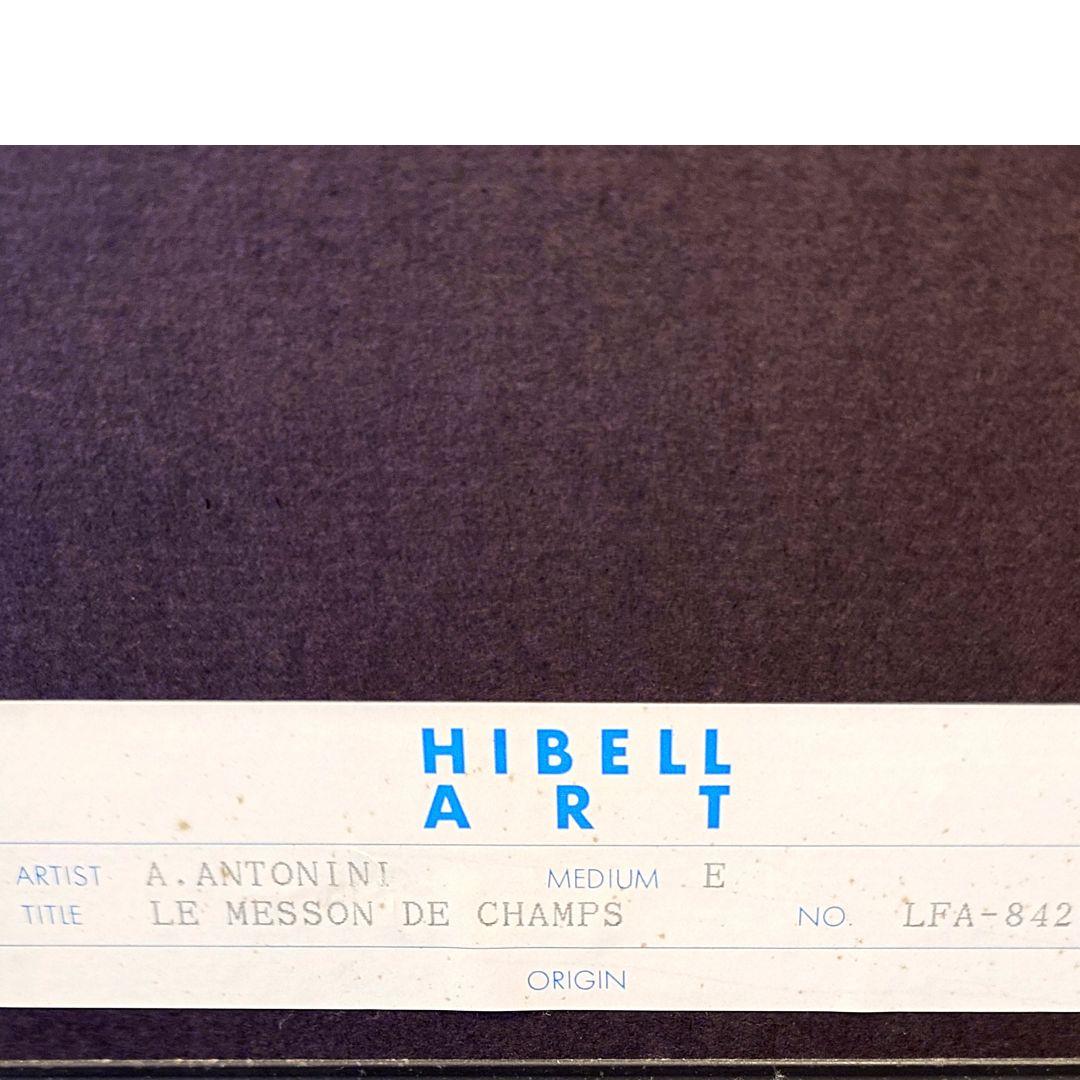 HIBELL
ART
ARTIST A.ANTONINI MEDIUM E
TITLE LE MESSON DE CHAMPS NO. LFA-842
ORIGIN